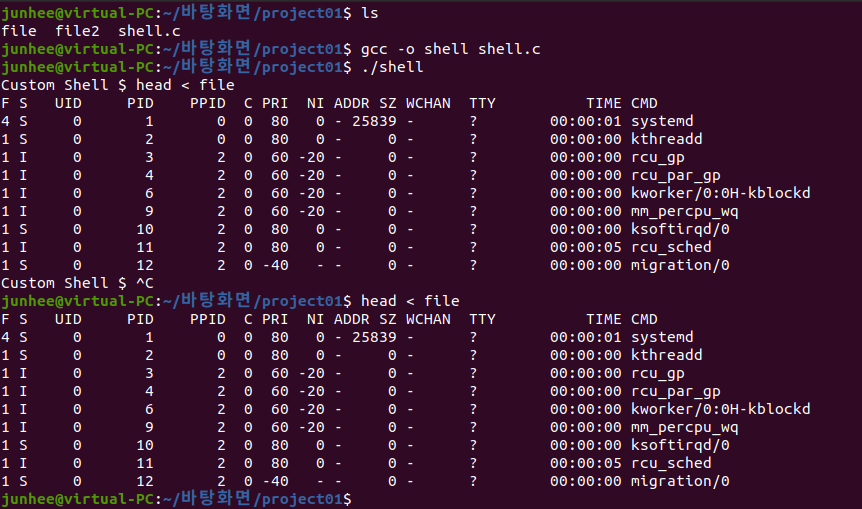 junhee@virtual-PC:~/바탕화면/project01$ ls
file  file2  shell.c
junhee@virtual-PC:~/바탕화면/project01$ gcc -o shell shell.c
junhee@virtual-PC:~/바탕화면/project01$ ./shell
Custom Shell $ head < file
F S   UID     PID    PPID  C PRI  NI ADDR SZ WCHAN  TTY          TIME CMD
4 S     0       1       0  0  80   0 - 25839 -      ?        00:00:01 systemd
1 S     0       2       0  0  80   0 -     0 -      ?        00:00:00 kthreadd
1 I     0       3       2  0  60 -20 -     0 -      ?        00:00:00 rcu_gp
1 I     0       4       2  0  60 -20 -     0 -      ?        00:00:00 rcu_par_gp
1 I     0       6       2  0  60 -20 -     0 -      ?        00:00:00 kworker/0:0H-kblockd
1 I     0       9       2  0  60 -20 -     0 -      ?        00:00:00 mm_percpu_wq
1 S     0      10       2  0  80   0 -     0 -      ?        00:00:00 ksoftirqd/0
1 I     0      11       2  0  80   0 -     0 -      ?        00:00:05 rcu_sched
1 S     0      12       2  0 -40   - -     0 -      ?        00:00:00 migration/0
Custom Shell $ ^C
junhee@virtual-PC:~/바탕화면/project01$ head < file
F S   UID     PID    PPID  C PRI  NI ADDR SZ WCHAN  TTY          TIME CMD
4 S     0       1       0  0  80   0 - 25839 -      ?        00:00:01 systemd
1 S     0       2       0  0  80   0 -     0 -      ?        00:00:00 kthreadd
1 I     0       3       2  0  60 -20 -     0 -      ?        00:00:00 rcu_gp
1 I     0       4       2  0  60 -20 -     0 -      ?        00:00:00 rcu_par_gp
1 I     0       6       2  0  60 -20 -     0 -      ?        00:00:00 kworker/0:0H-kblockd
1 I     0       9       2  0  60 -20 -     0 -      ?        00:00:00 mm_percpu_wq
1 S     0      10       2  0  80   0 -     0 -      ?        00:00:00 ksoftirqd/0
1 I     0      11       2  0  80   0 -     0 -      ?        00:00:05 rcu_sched
1 S     0      12       2  0 -40   - -     0 -      ?        00:00:00 migration/0
junhee@virtual-PC:~/바탕화면/project01$